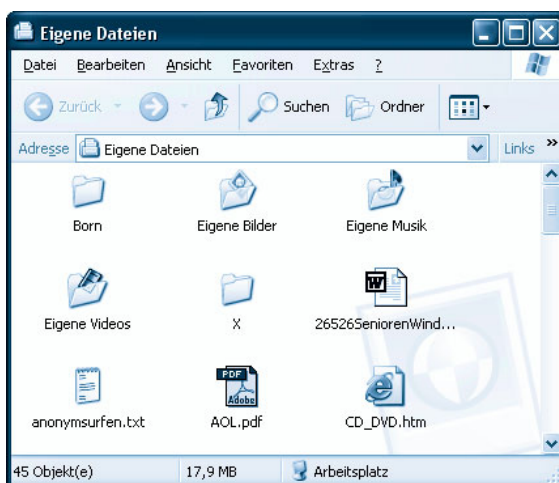 Eigene Dateien
Datei Bearbeiten Ansicht Favoriten Extras ?
Zurück Suchen Ordner
Adresse Eigene Dateien Links »
Born Eigene Bilder Eigene Musik
Eigene Videos X 26526SeniorenWind...
PDF
Adobe
anonymsurfen.txt AOL.pdf CD_DVD.htm
45 Objekt(e) 17,9 MB Arbeitsplatz